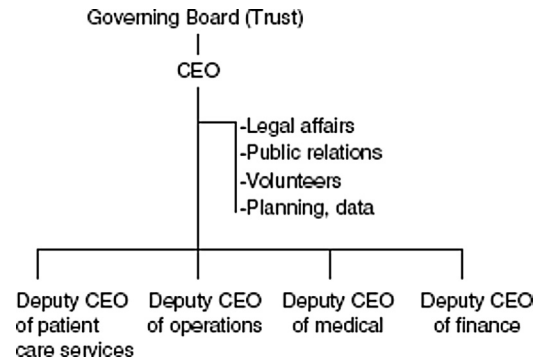 Governing Board (Trust)
CEO
-Legal affairs
-Public relations
-Volunteers
-Planning, data
Deputy CEO
of patient
care services
Deputy CEO
of operations
Deputy CEO
of medical
Deputy CEO
of finance